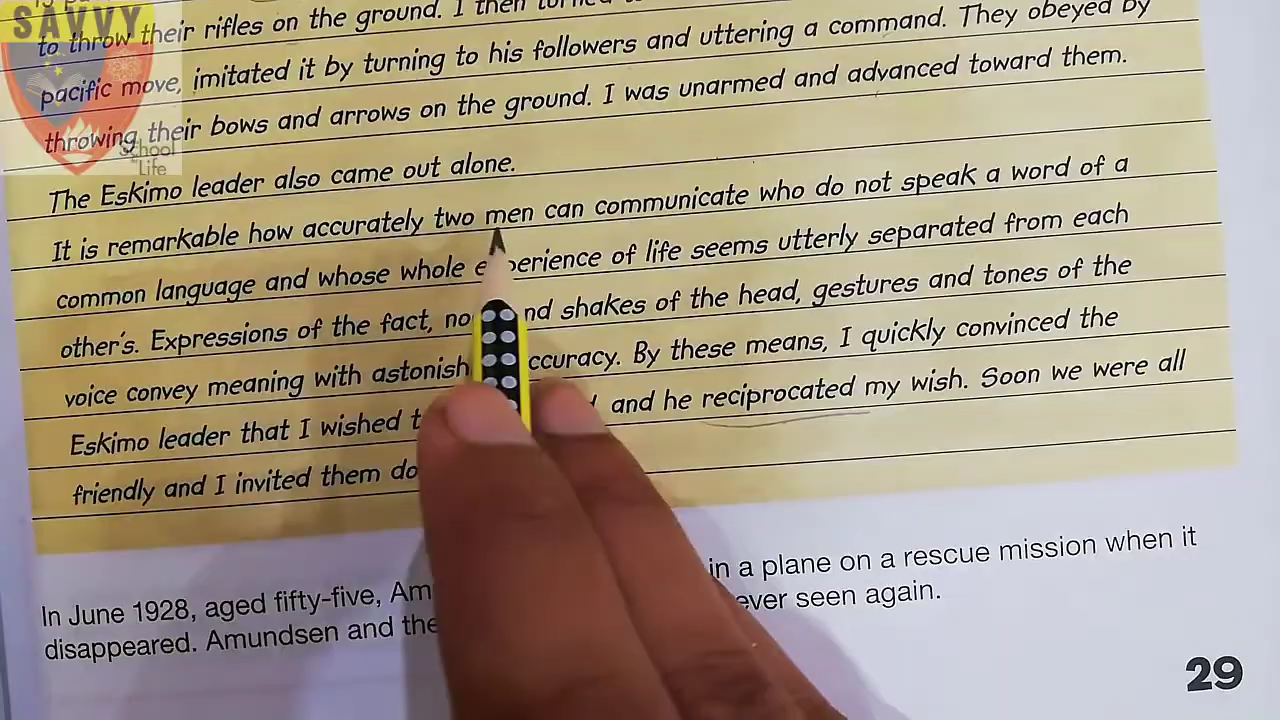 SAVVY
School of Life
to throw their rifles on the ground. I then turned
pacific move, imitated it by turning to his followers and uttering a command. They obeyed by
throwing their bows and arrows on the ground. I was unarmed and advanced toward them.
The Eskimo leader also came out alone.
It is remarkable how accurately two men can communicate who do not speak a word of a
common language and whose whole experience of life seems utterly separated from each
other's. Expressions of the fact, shakes of the head, gestures and tones of the
voice convey meaning with accuracy. By these means, I quickly convinced the
Eskimo leader that I wished and he reciprocated my wish. Soon we were all
friendly and I invited them
In June 1928, aged fifty-five, in a plane on a rescue mission when it
disappeared. Amundsen and seen again.
29